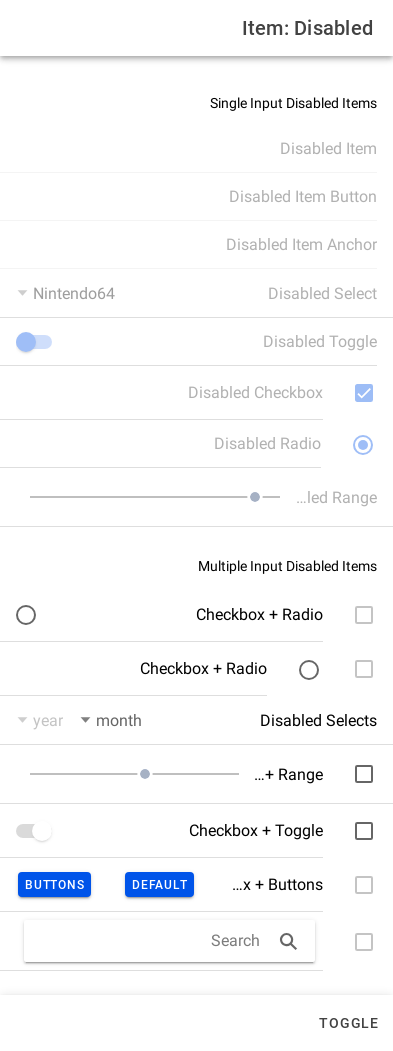 Item: Disabled
Single Input Disabled Items
Disabled Item
Disabled Item Button
Disabled Item Anchor
Disabled Select Nintendo64
Disabled Toggle
Disabled Checkbox
Disabled Radio
…led Range
Multiple Input Disabled Items
Checkbox + Radio
Checkbox + Radio
Disabled Selects month year
…+ Range
Checkbox + Toggle
…x + Buttons DEFAULT BUTTONS
Search
TOGGLE